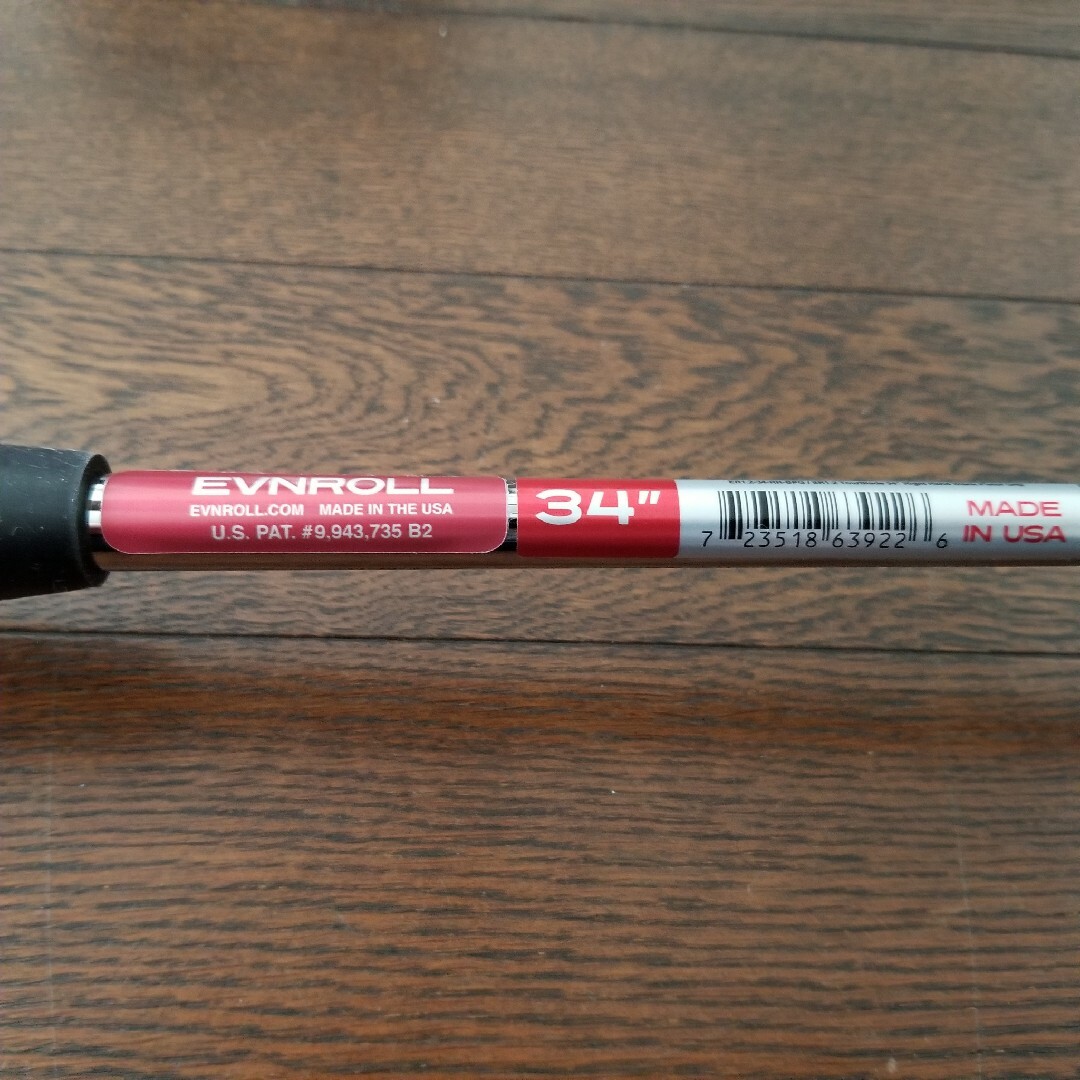 EVNROLL
EVNROLL.COM MADE IN THE USA
U.S. PAT. #9,943,735 B2
34"
7 23518 63922 6
MADE
IN USA